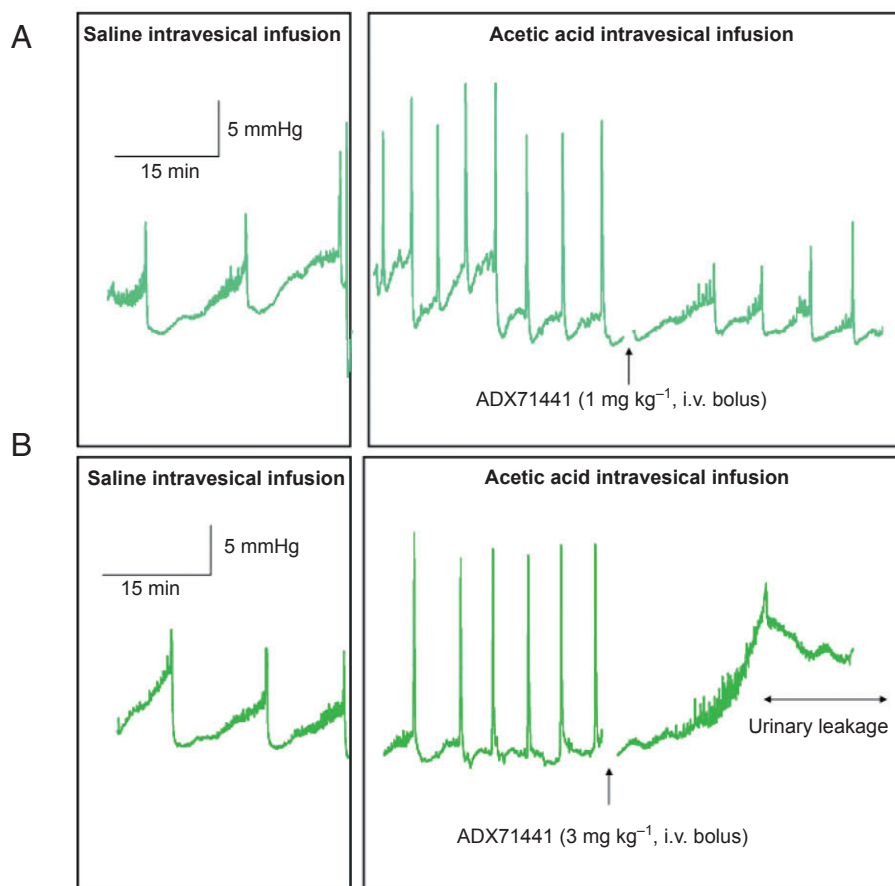 A
Saline intravesical infusion
Acetic acid intravesical infusion
5 mmHg
15 min
ADX71441 (1 mg kg⁻¹, i.v. bolus)
B
Saline intravesical infusion
Acetic acid intravesical infusion
5 mmHg
15 min
Urinary leakage
ADX71441 (3 mg kg⁻¹, i.v. bolus)